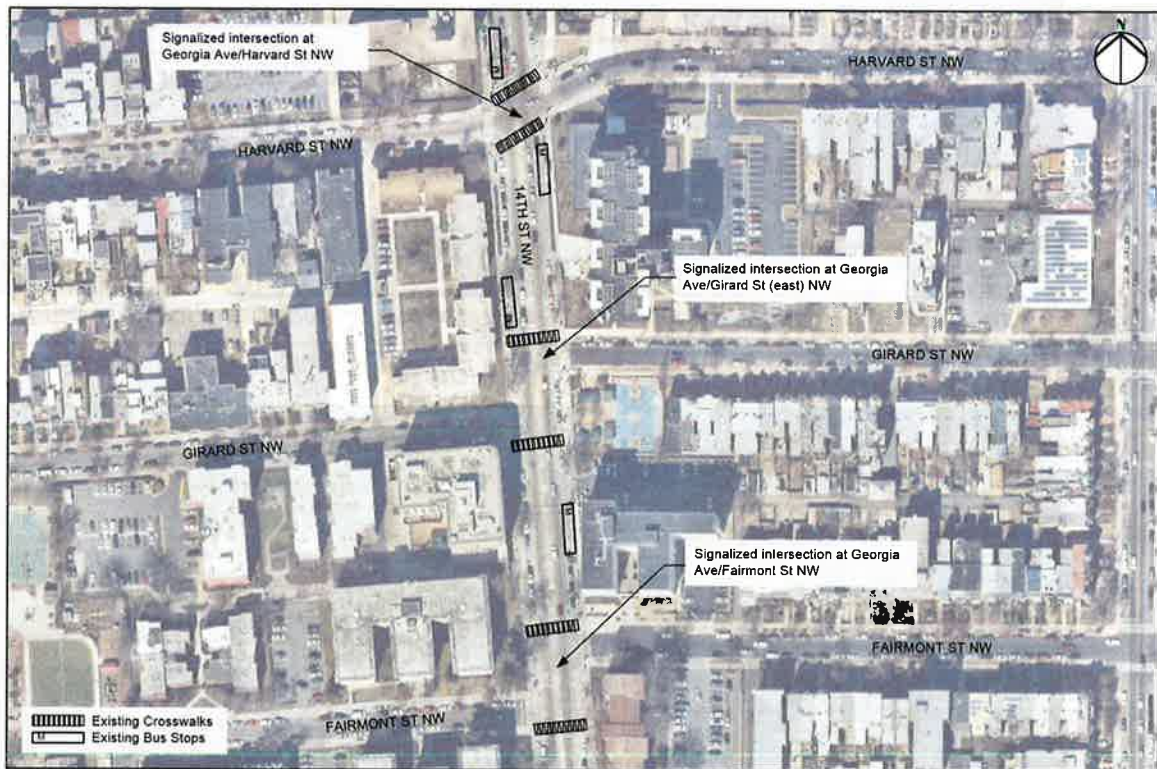 Signalized intersection at
Georgia Ave/Harvard St NW
N
HARVARD ST NW
HARVARD ST NW
14TH ST NW
Signalized intersection at Georgia
Ave/Girard St (east) NW
GIRARD ST NW
GIRARD ST NW
Signalized intersection at Georgia
Ave/Fairmont St NW
FAIRMONT ST NW
FAIRMONT ST NW
Existing Crosswalks
M Existing Bus Stops